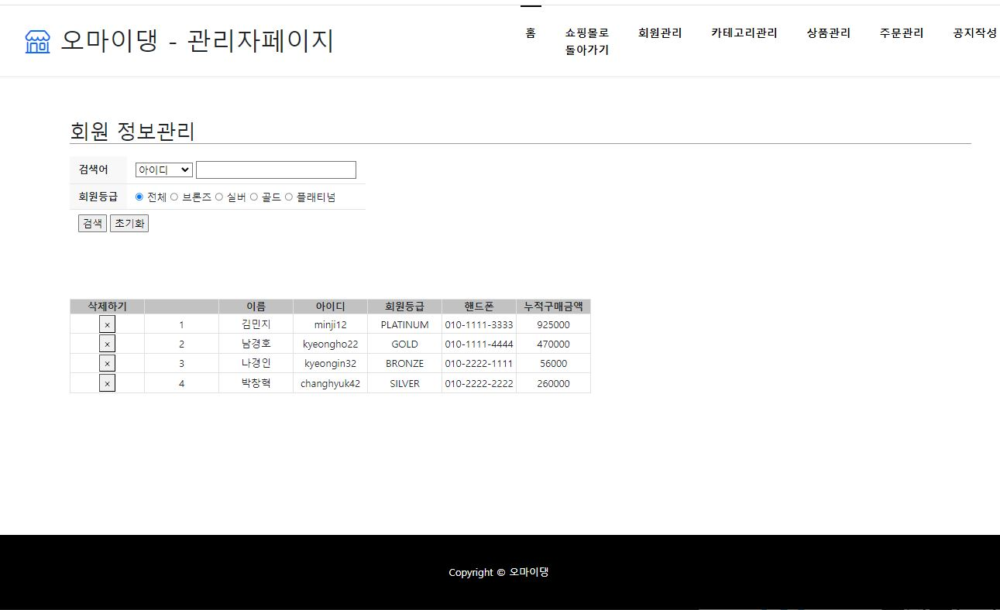 오마이댕 - 관리자페이지
홈 쇼핑몰로 돌아가기 회원관리 카테고리관리 상품관리 주문관리 공지작성
회원 정보관리
검색어 아이디
회원등급 전체 브론즈 실버 골드 플래티넘
검색 초기화
삭제하기 이름 아이디 회원등급 핸드폰 누적구매금액
× 1 김민지 minji12 PLATINUM 010-1111-3333 925000
× 2 남경호 kyeongho22 GOLD 010-1111-4444 470000
× 3 나경인 kyeongin32 BRONZE 010-2222-1111 56000
× 4 박창혁 changhyuk42 SILVER 010-2222-2222 260000
Copyright © 오마이댕